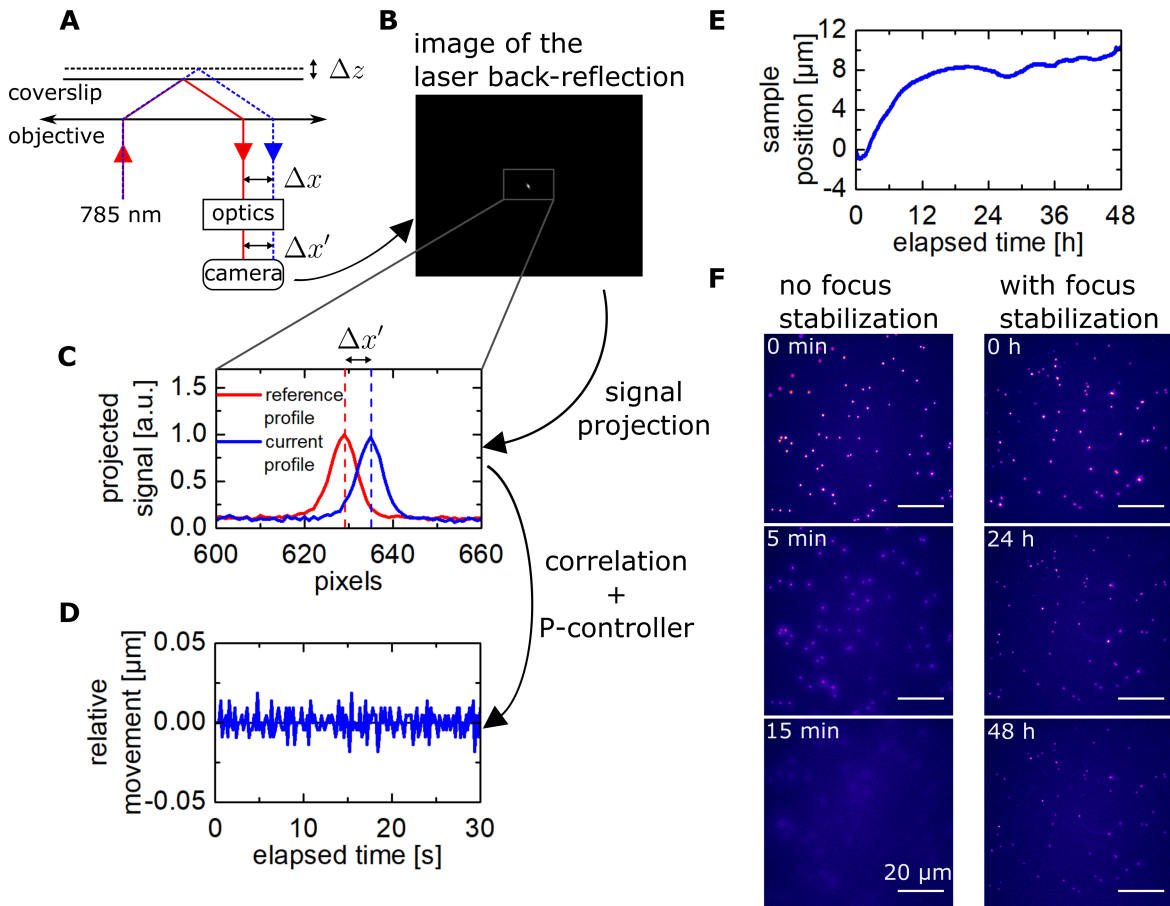 A
Δz
coverslip
objective
Δx
785 nm
optics
Δx′
camera
B
image of the
laser back-reflection
C
Δx′
projected
signal [a.u.]
1.5
1.0
0.5
0.0
reference
profile
current
profile
600
620
640
660
pixels
signal
projection
correlation
+
P-controller
D
relative
movement [µm]
0.05
0.00
-0.05
0
10
20
30
elapsed time [s]
E
sample
position [µm]
12
8
4
0
-4
0
12
24
36
48
elapsed time [h]
F
no focus
stabilization
with focus
stabilization
0 min
0 h
5 min
24 h
15 min
48 h
20 µm